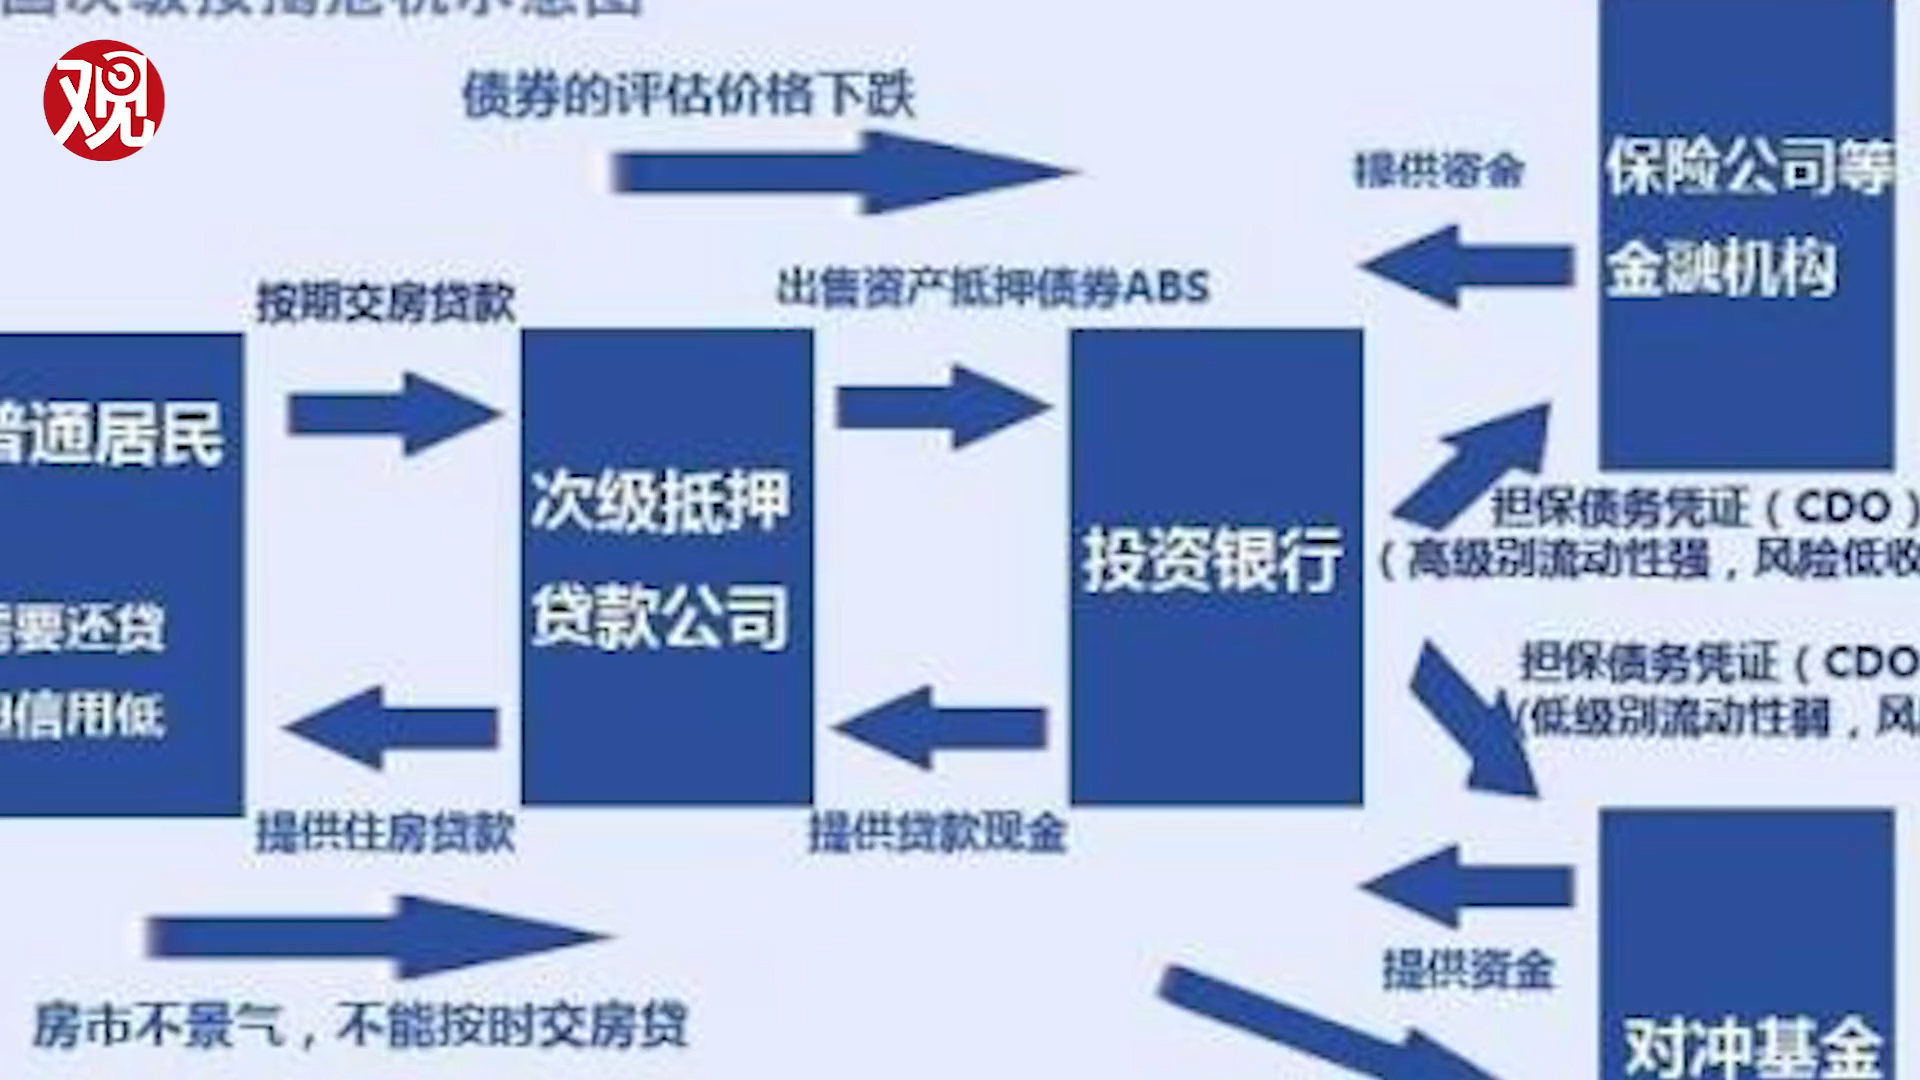 观
债券的评估价格下跌
提供资金
保险公司等
金融机构
按期交房贷款
出售资产抵押债券ABS
普通居民
需要还贷
但信用低
次级抵押
贷款公司
投资银行
担保债务凭证（CDO）
（高级别流动性强，风险低收
担保债务凭证（CDO
(低级别流动性弱，风
提供住房贷款
提供贷款现金
提供资金
对冲基金
房市不景气，不能按时交房贷